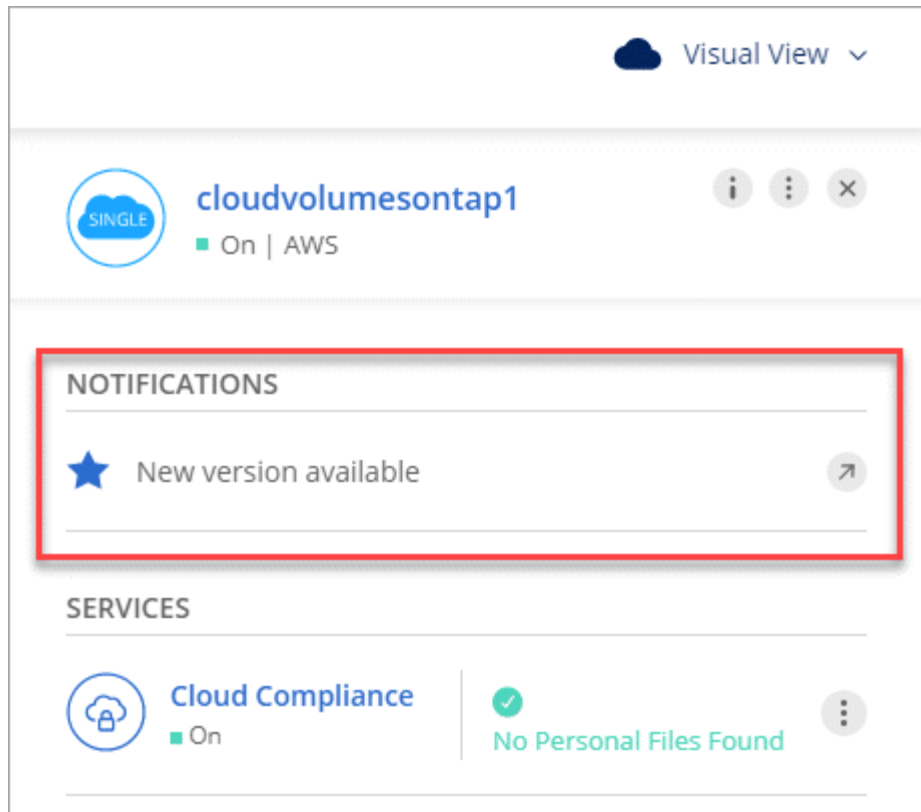 Visual View
SINGLE
cloudvolumesontap1
On | AWS
NOTIFICATIONS
New version available
SERVICES
Cloud Compliance
On
No Personal Files Found